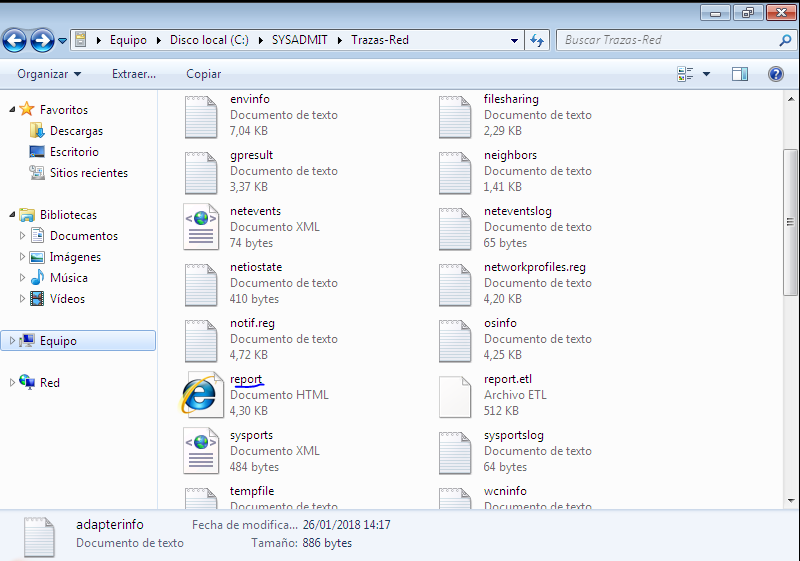 Equipo
Disco local (C:)
SYSADMIT
Trazas-Red
Buscar Trazas-Red
Organizar
Extraer...
Copiar
Favoritos
Descargas
Escritorio
Sitios recientes
Bibliotecas
Documentos
Imágenes
Música
Vídeos
Equipo
Red
envinfo
Documento de texto
7,04 KB
filesharing
Documento de texto
2,29 KB
gpresult
Documento de texto
3,37 KB
neighbors
Documento de texto
1,41 KB
netevents
Documento XML
74 bytes
neteventslog
Documento de texto
65 bytes
netiostate
Documento de texto
410 bytes
networkprofiles.reg
Documento de texto
4,20 KB
notif.reg
Documento de texto
4,72 KB
osinfo
Documento de texto
4,25 KB
report
Documento HTML
4,30 KB
report.etl
Archivo ETL
512 KB
sysports
Documento XML
484 bytes
sysportslog
Documento de texto
64 bytes
tempfile
Documento de texto
wcninfo
Documento de texto
adapterinfo
Documento de texto
Fecha de modifica... 26/01/2018 14:17
Tamaño: 886 bytes